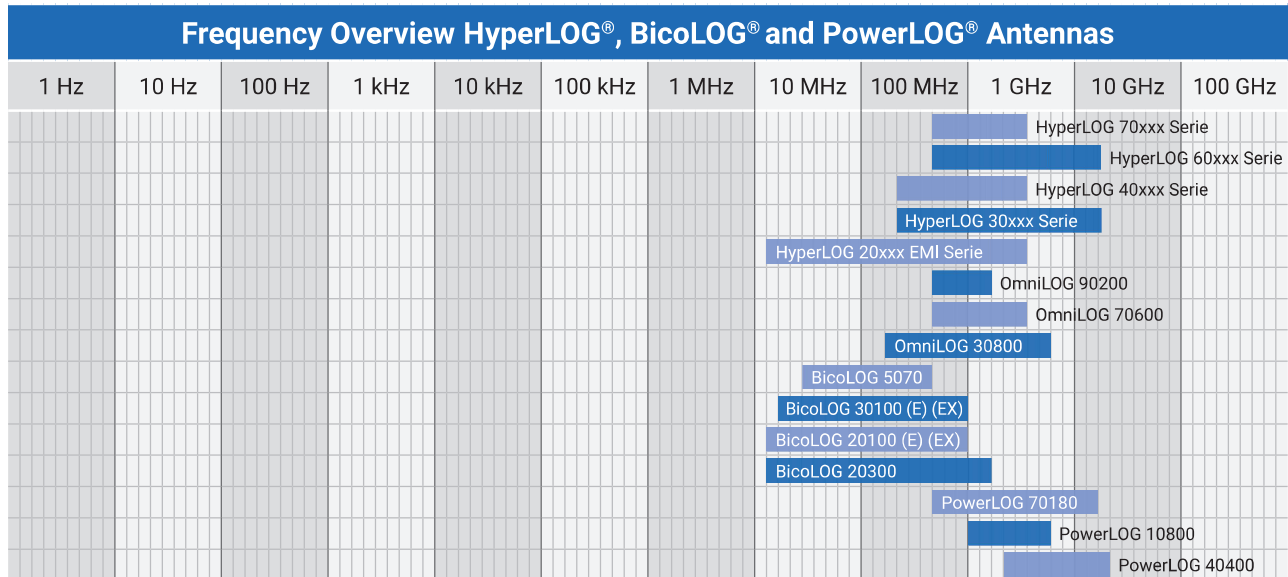 Frequency Overview HyperLOG®, BicoLOG® and PowerLOG® Antennas
1 Hz 10 Hz 100 Hz 1 kHz 10 kHz 100 kHz 1 MHz 10 MHz 100 MHz 1 GHz 10 GHz 100 GHz
HyperLOG 70xxx Serie
HyperLOG 60xxx Serie
HyperLOG 40xxx Serie
HyperLOG 30xxx Serie
HyperLOG 20xxx EMI Serie
OmniLOG 90200
OmniLOG 70600
OmniLOG 30800
BicoLOG 5070
BicoLOG 30100 (E) (EX)
BicoLOG 20100 (E) (EX)
BicoLOG 20300
PowerLOG 70180
PowerLOG 10800
PowerLOG 40400